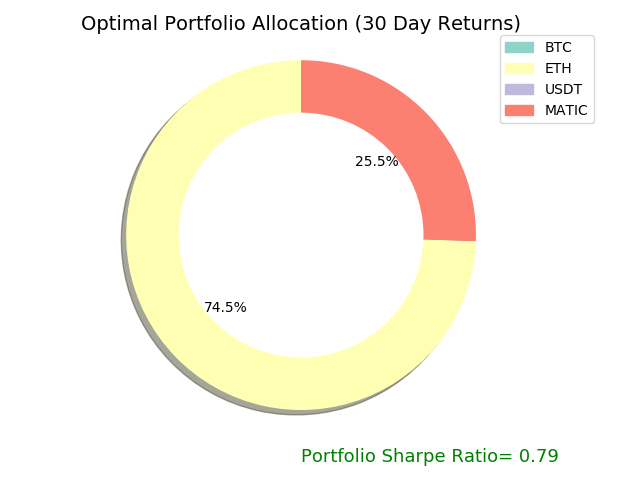 Optimal Portfolio Allocation (30 Day Returns)
BTC
ETH
USDT
MATIC
25.5%
74.5%
Portfolio Sharpe Ratio= 0.79